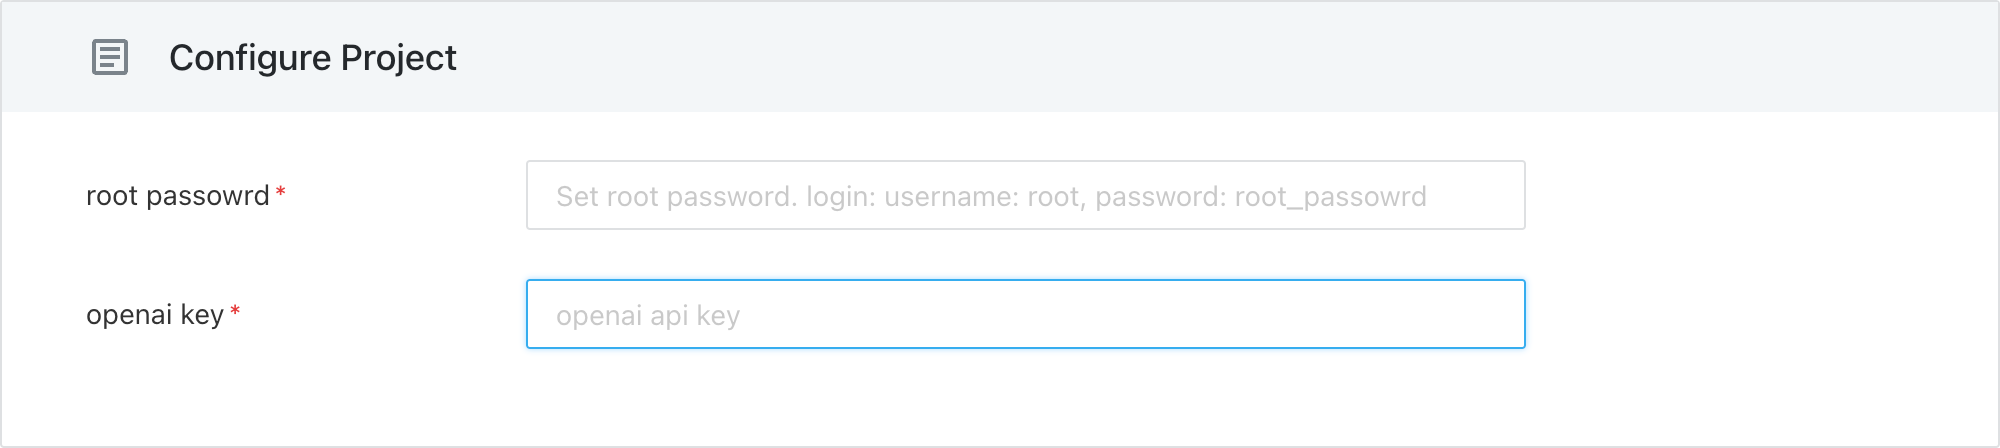 Configure Project
root passowrd*
Set root password. login: username: root, password: root_passowrd
openai key*
openai api key